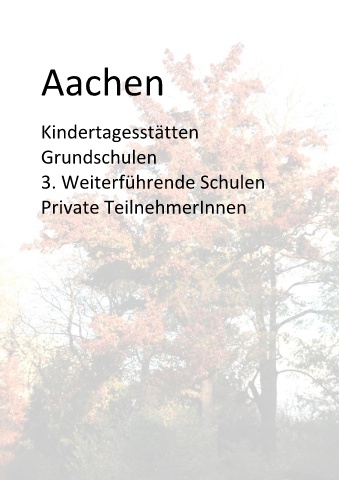 Aachen
Kindertagesstätten
Grundschulen
3. Weiterführende Schulen
Private TeilnehmerInnen